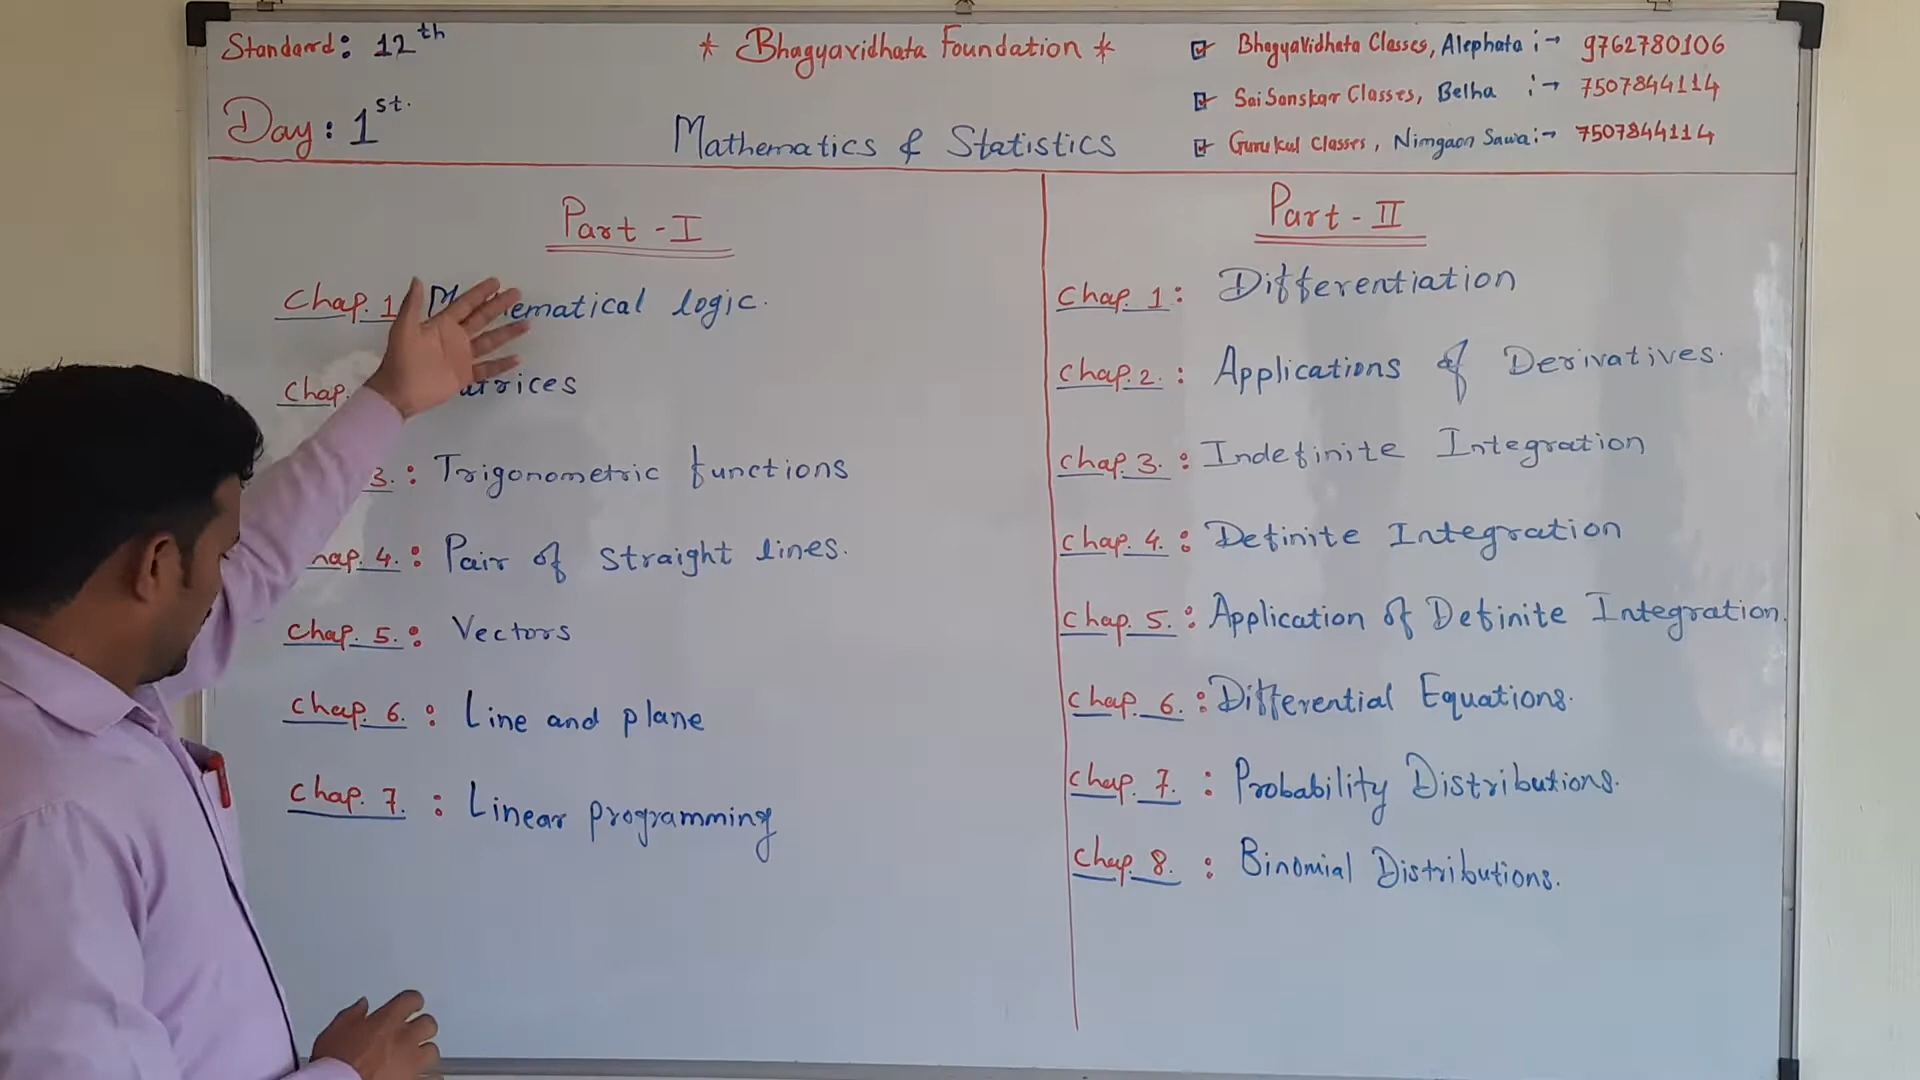 Standard: 12th
* Bhagyavidhata Foundation *
Bhagyavidhata Classes, Alephata :→ 9762780106
Day: 1st.
Sai Sanskar Classes, Belha :→ 7507844114
Mathematics & Statistics
Gurukul Classes, Nimgaon Sawa:→ 7507844114
Part - I
Chap. 1 Mathematical logic.
Chap.
3. : Trigonometric functions
Chap. 4. : Pair of straight lines.
Chap. 5. : Vectors
Chap. 6. : Line and plane
Chap. 7. : Linear programming
Part - II
Chap. 1 : Differentiation
Chap. 2. : Applications of Derivatives.
Chap. 3. : Indefinite Integration
Chap. 4. : Definite Integration
Chap. 5. : Application of Definite Integration.
Chap. 6. : Differential Equations.
Chap. 7. : Probability Distributions.
Chap. 8. : Binomial Distributions.